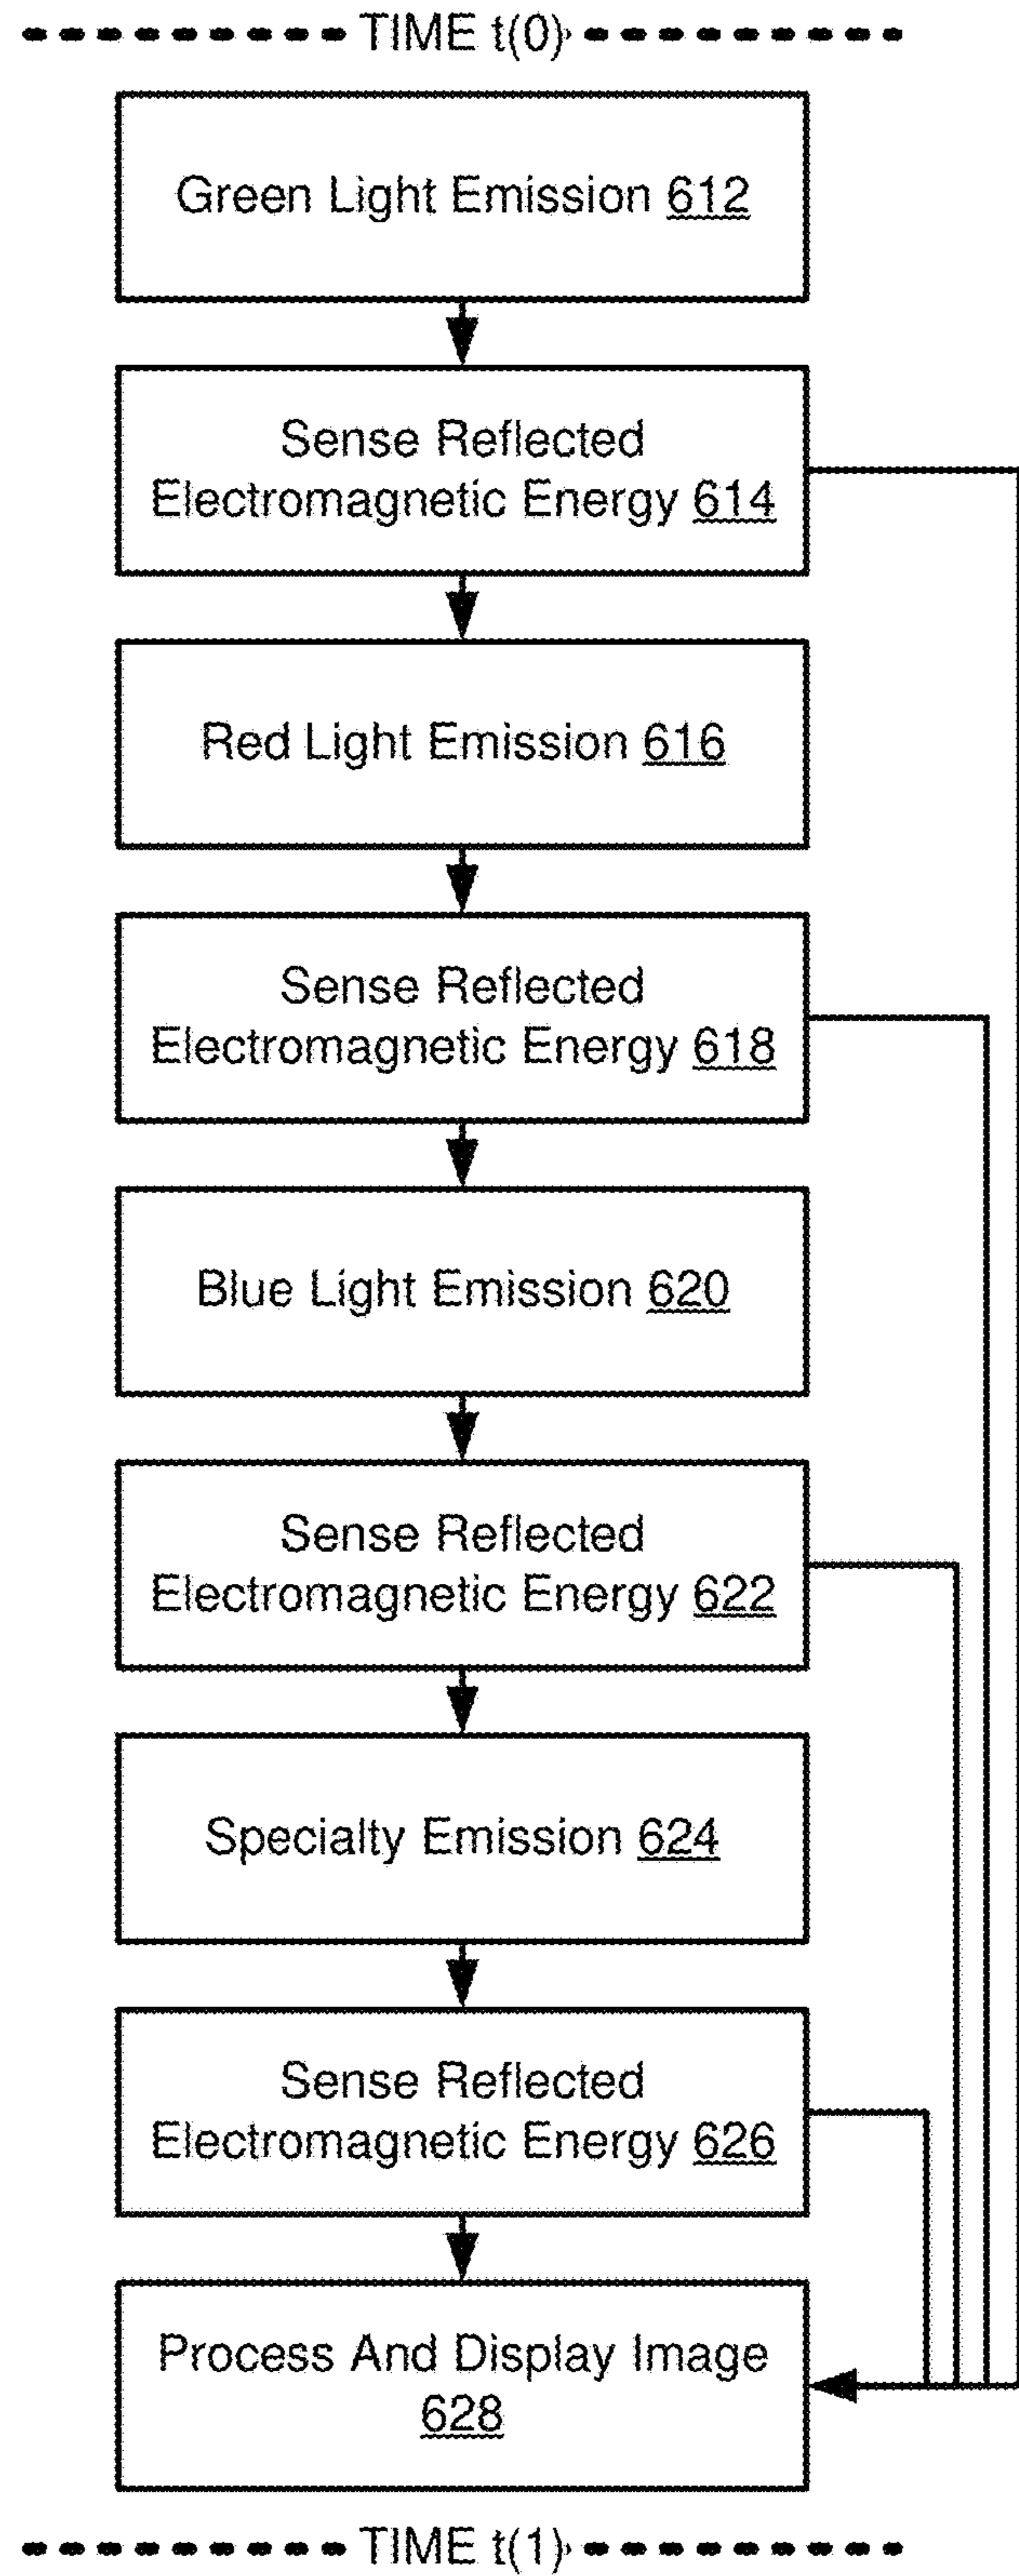 TIME t(0)
Green Light Emission 612
Sense Reflected
Electromagnetic Energy 614
Red Light Emission 616
Sense Reflected
Electromagnetic Energy 618
Blue Light Emission 620
Sense Reflected
Electromagnetic Energy 622
Specialty Emission 624
Sense Reflected
Electromagnetic Energy 626
Process And Display Image
628
TIME t(1)